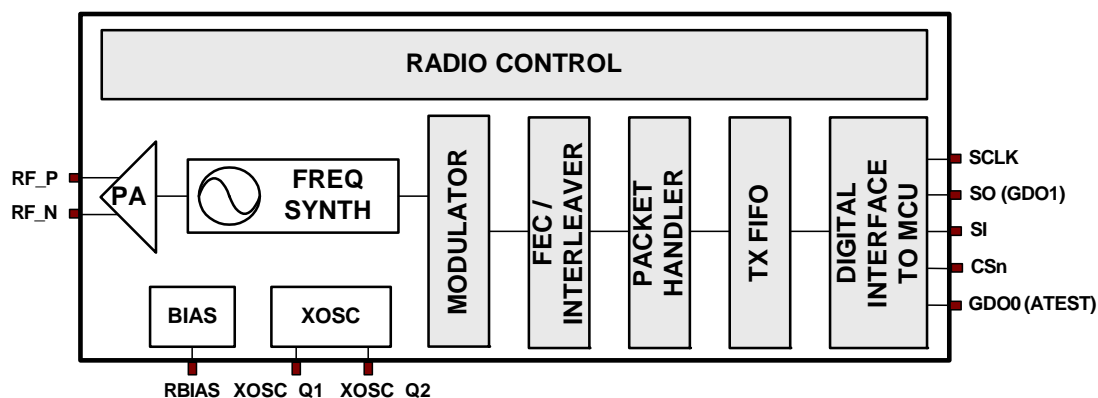 RADIO CONTROL
RF_P
RF_N
PA
FREQ
SYNTH
MODULATOR
FEC /
INTERLEAVER
PACKET
HANDLER
TX FIFO
DIGITAL
INTERFACE
TO MCU
SCLK
SO (GDO1)
SI
CSn
GDO0 (ATEST)
BIAS
XOSC
RBIAS XOSC_Q1 XOSC_Q2